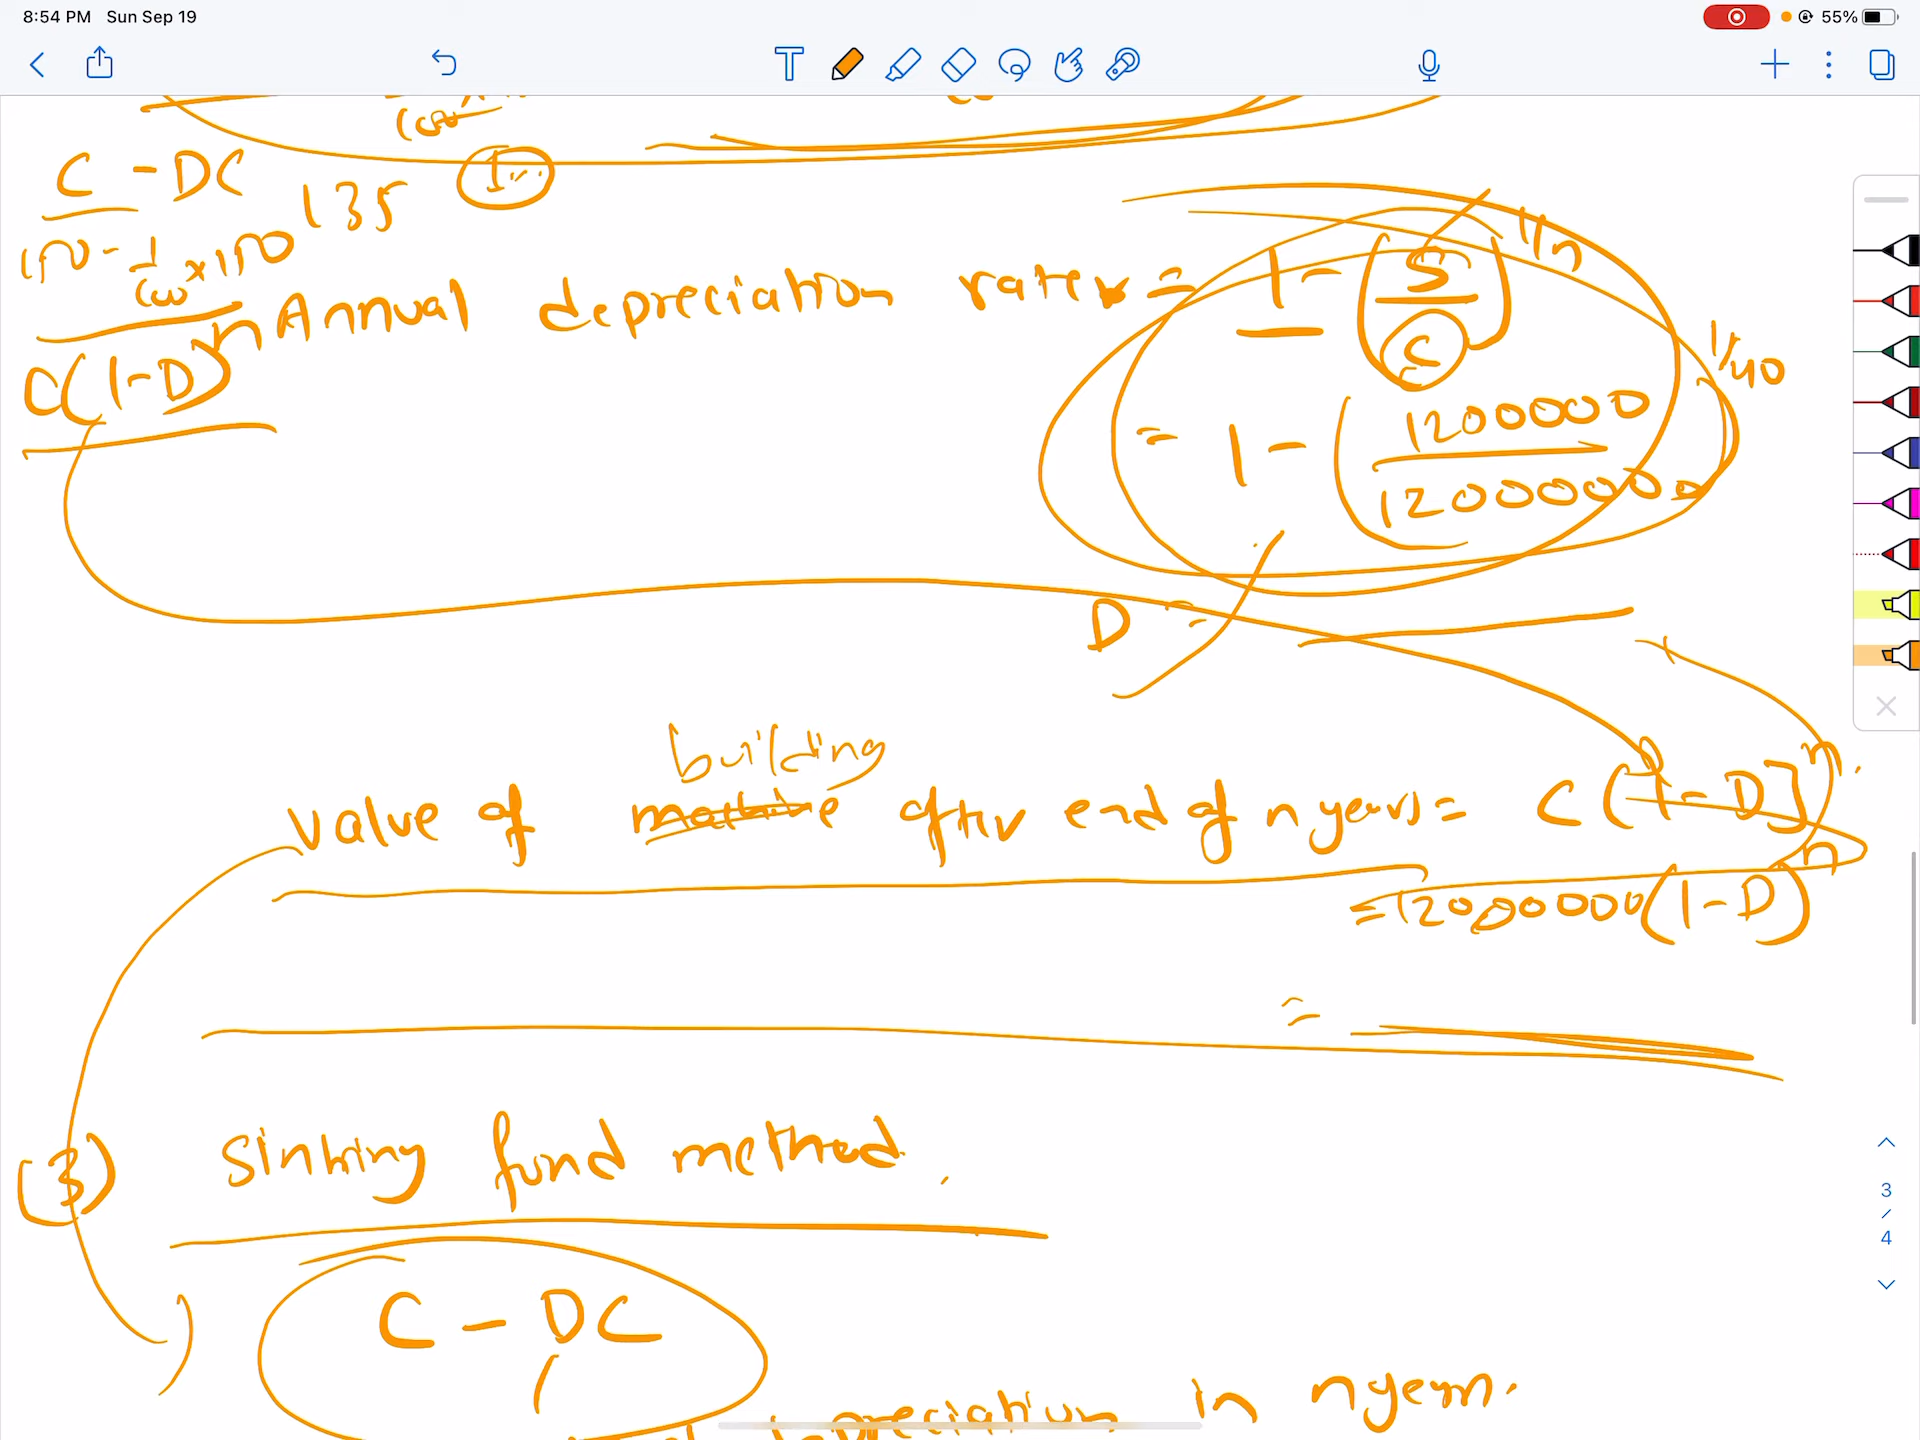 8:54 PM Sun Sep 19
55%
C - DC
135
Annual depreciation rate = 1 - (S/C)^1/n
C(1-D)^n
= 1 - (1200000/12000000)^1/40
D =
building
Value of machine after end of n years = C(1-D)^n
= 12000000(1-D)^n
=
(3) Sinking fund method.
C - DC
depreciation in n years.
3
/
4